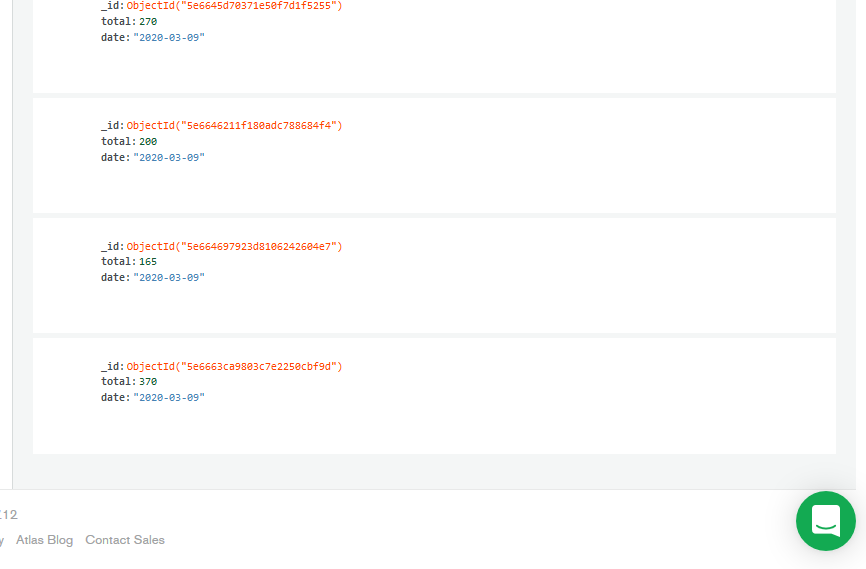 _id: ObjectId("5e6645d70371e50f7d1f5255")
total: 270
date: "2020-03-09"
_id: ObjectId("5e6646211f180adc788684f4")
total: 200
date: "2020-03-09"
_id: ObjectId("5e664697923d8106242604e7")
total: 165
date: "2020-03-09"
_id: ObjectId("5e6663ca9803c7e2250cbf9d")
total: 370
date: "2020-03-09"
12
y Atlas Blog Contact Sales